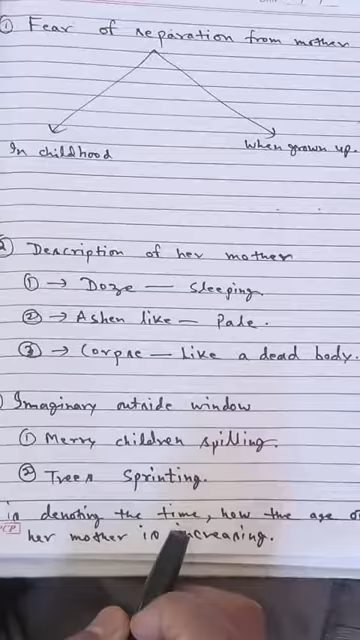 ① Fear of separation from mother
In childhood
When grown up.
② Description of her mother
① → Doze — Sleeping
② → Ashen like — Pale.
③ → Corpse — Like a dead body.
Imaginary outside window
① Merry children spilling.
② Trees Sprinting.
is denoting the time, how the age of
her mother is increasing.